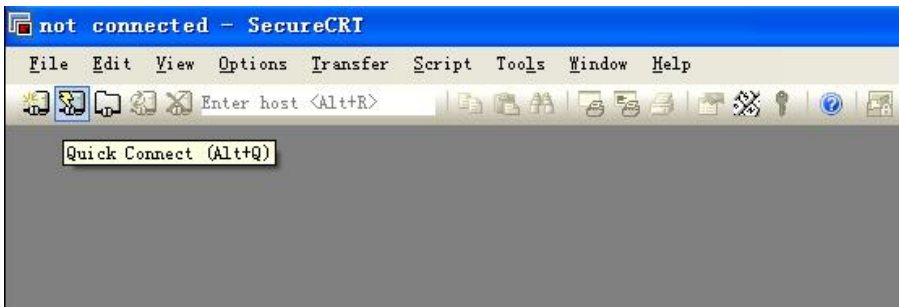 not connected - SecureCRT
File Edit View Options Transfer Script Tools Window Help
Enter host <Alt+R>
Quick Connect (Alt+Q)